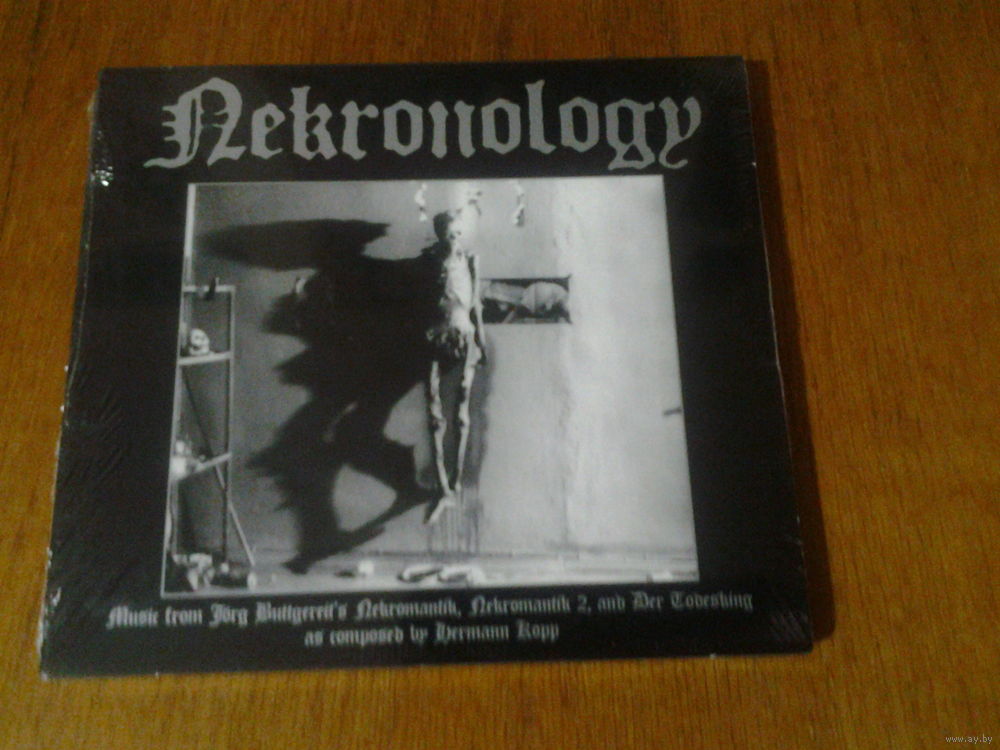 Nekronology
Music from Jörg Buttgereit's Nekromantik, Nekromantik 2, and Der Todesking
as composed by Hermann Kopp
www.ay.by